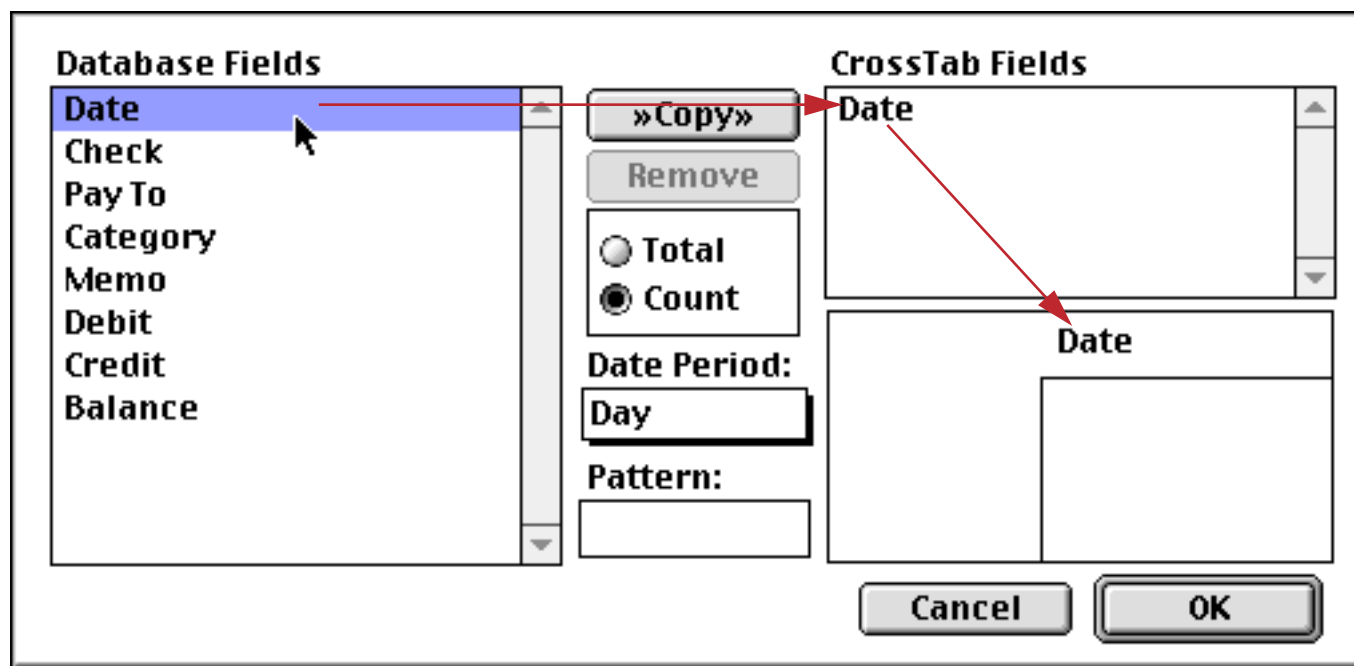 Database Fields
Date
Check
Pay To
Category
Memo
Debit
Credit
Balance
»Copy»
Remove
Total
Count
Date Period:
Day
Pattern:
CrossTab Fields
Date
Date
Cancel
OK